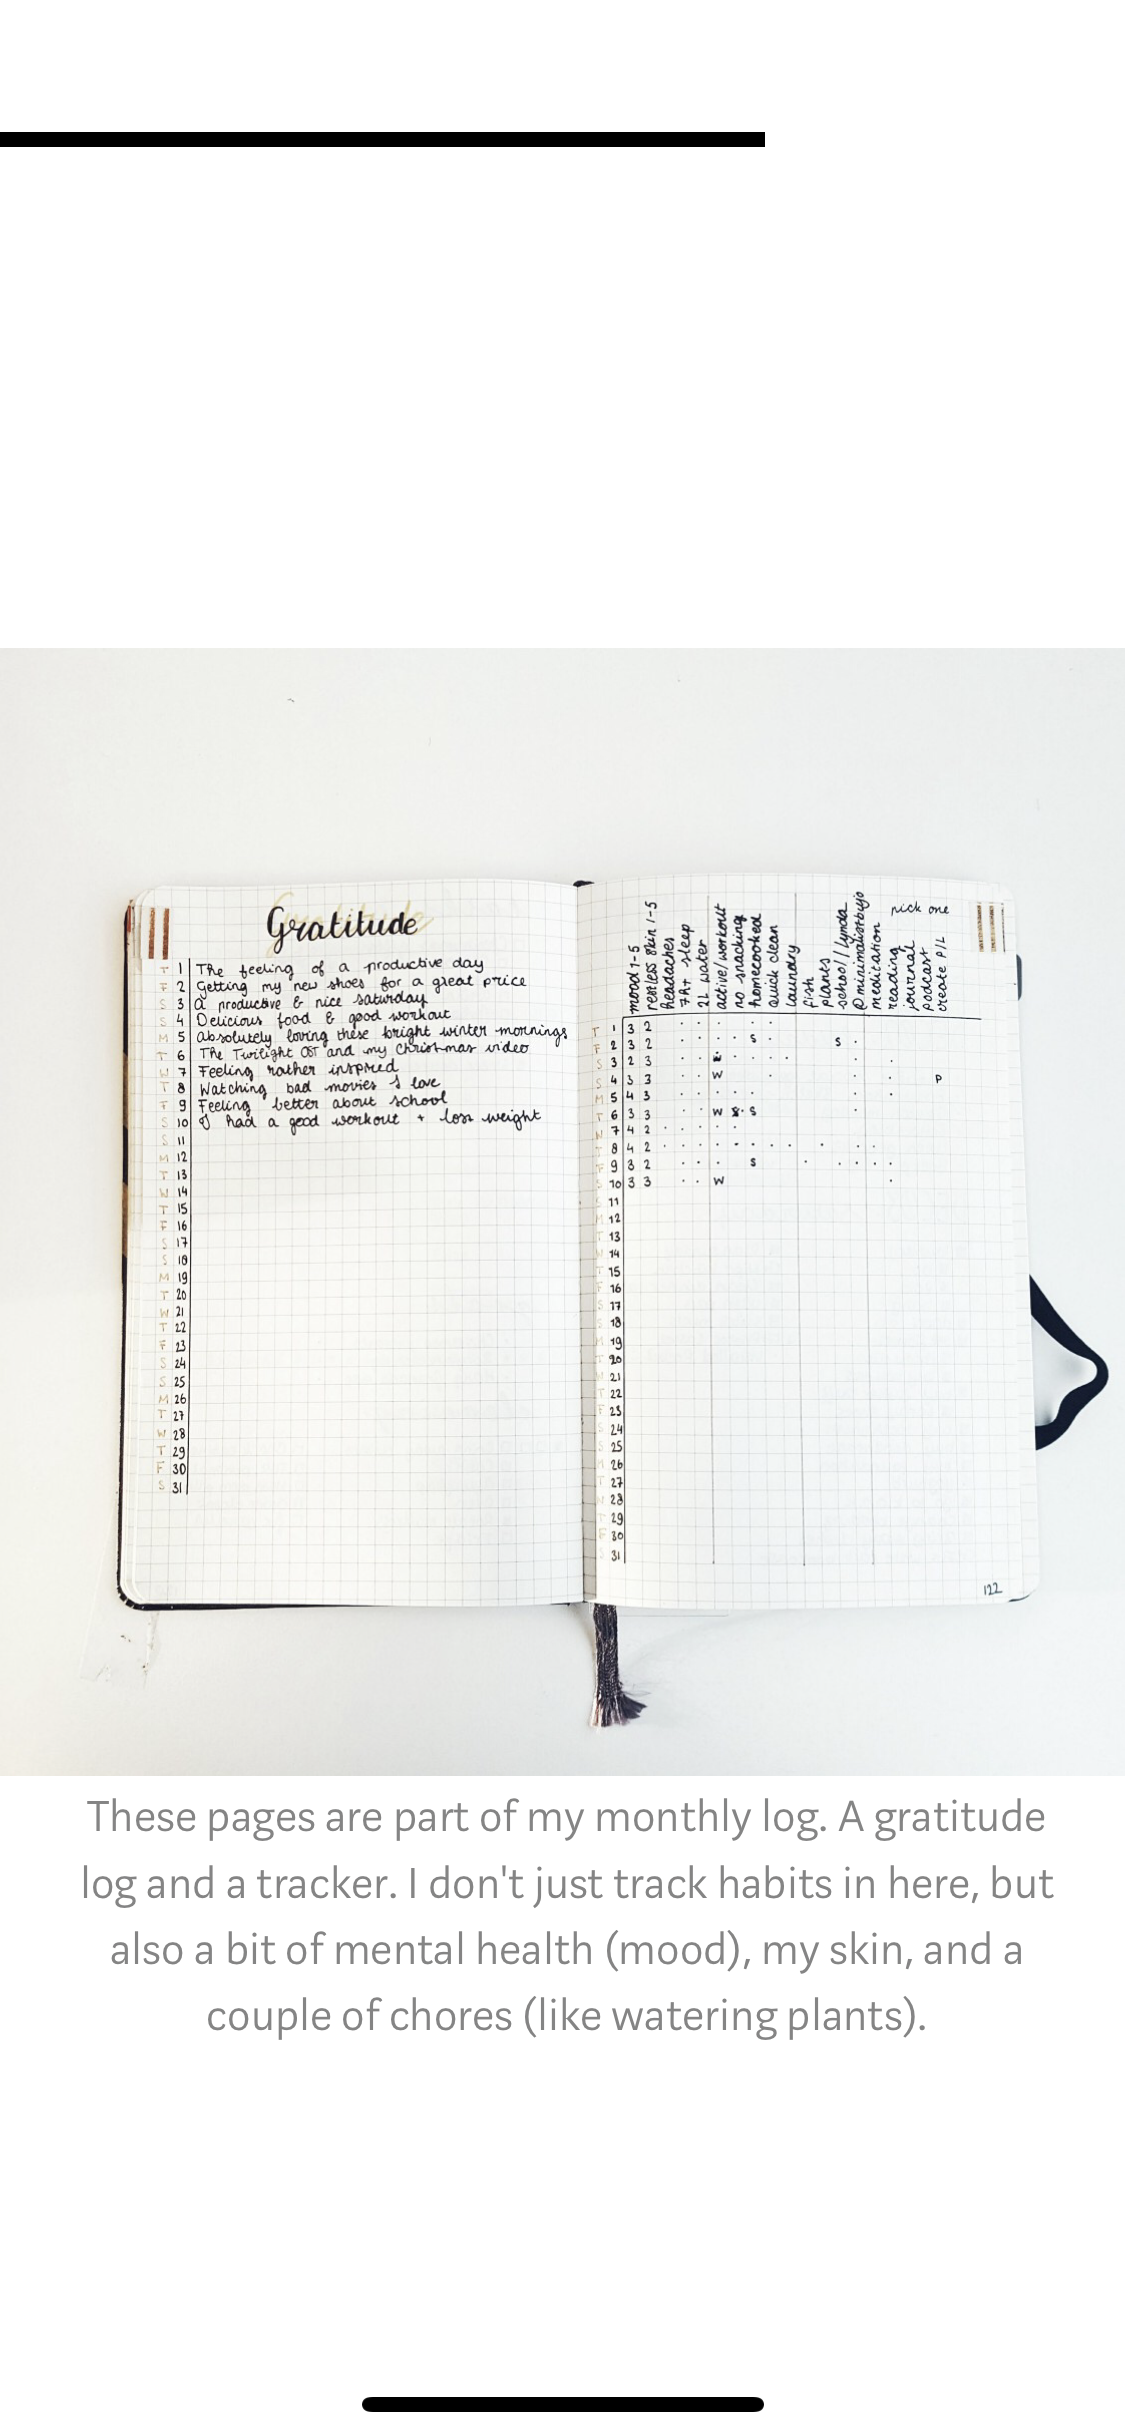 Gratitude
T 1 The feeling of a productive day
F 2 Getting my new shoes for a great price
S 3 A productive & nice saturday
S 4 Delicious food & good workout
M 5 absolutely loving these bright winter mornings
T 6 The Twilight OST and my Christmas video
W 7 Feeling rather inspired
T 8 Watching bad movies I love
F 9 Feeling better about school
S 10 I had a good workout + loss weight
S 11
M 12
T 13
W 14
T 15
F 16
S 17
S 18
M 19
T 20
W 21
T 22
F 23
S 24
S 25
M 26
T 27
W 28
T 29
F 30
S 31
pick one
mood 1-5
restless skin 1-5
headaches
7h+ sleep
2L water
active/workout
no snacking
homecooked
quick clean
laundry
fish
plants
school//lynda
@minimalistbujo
meditation
reading
journal
podcast
create P/L
T 1 3 2
F 2 3 2 S S
S 3 2 3
S 4 3 3 W P
M 5 4 3
T 6 3 3 W S
W 7 4 2
T 8 4 2
F 9 3 2 S
S 10 3 3 W
S 11
M 12
T 13
W 14
T 15
F 16
S 17
S 18
M 19
T 20
W 21
T 22
F 23
S 24
S 25
M 26
T 27
W 28
T 29
F 30
S 31
122
These pages are part of my monthly log. A gratitude
log and a tracker. I don't just track habits in here, but
also a bit of mental health (mood), my skin, and a
couple of chores (like watering plants).